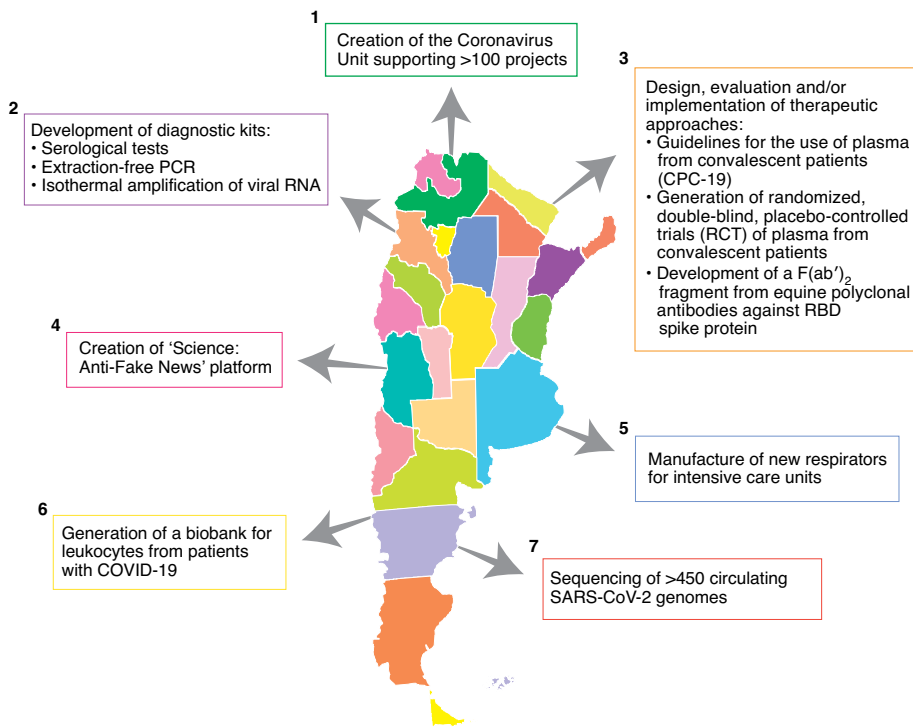 1
Creation of the Coronavirus
Unit supporting >100 projects
2
Development of diagnostic kits:
• Serological tests
• Extraction-free PCR
• Isothermal amplification of viral RNA
3
Design, evaluation and/or
implementation of therapeutic
approaches:
• Guidelines for the use of plasma
from convalescent patients
(CPC-19)
• Generation of randomized,
double-blind, placebo-controlled
trials (RCT) of plasma from
convalescent patients
• Development of a F(ab′)₂
fragment from equine polyclonal
antibodies against RBD
spike protein
4
Creation of ‘Science:
Anti-Fake News’ platform
5
Manufacture of new respirators
for intensive care units
6
Generation of a biobank for
leukocytes from patients
with COVID-19
7
Sequencing of >450 circulating
SARS-CoV-2 genomes